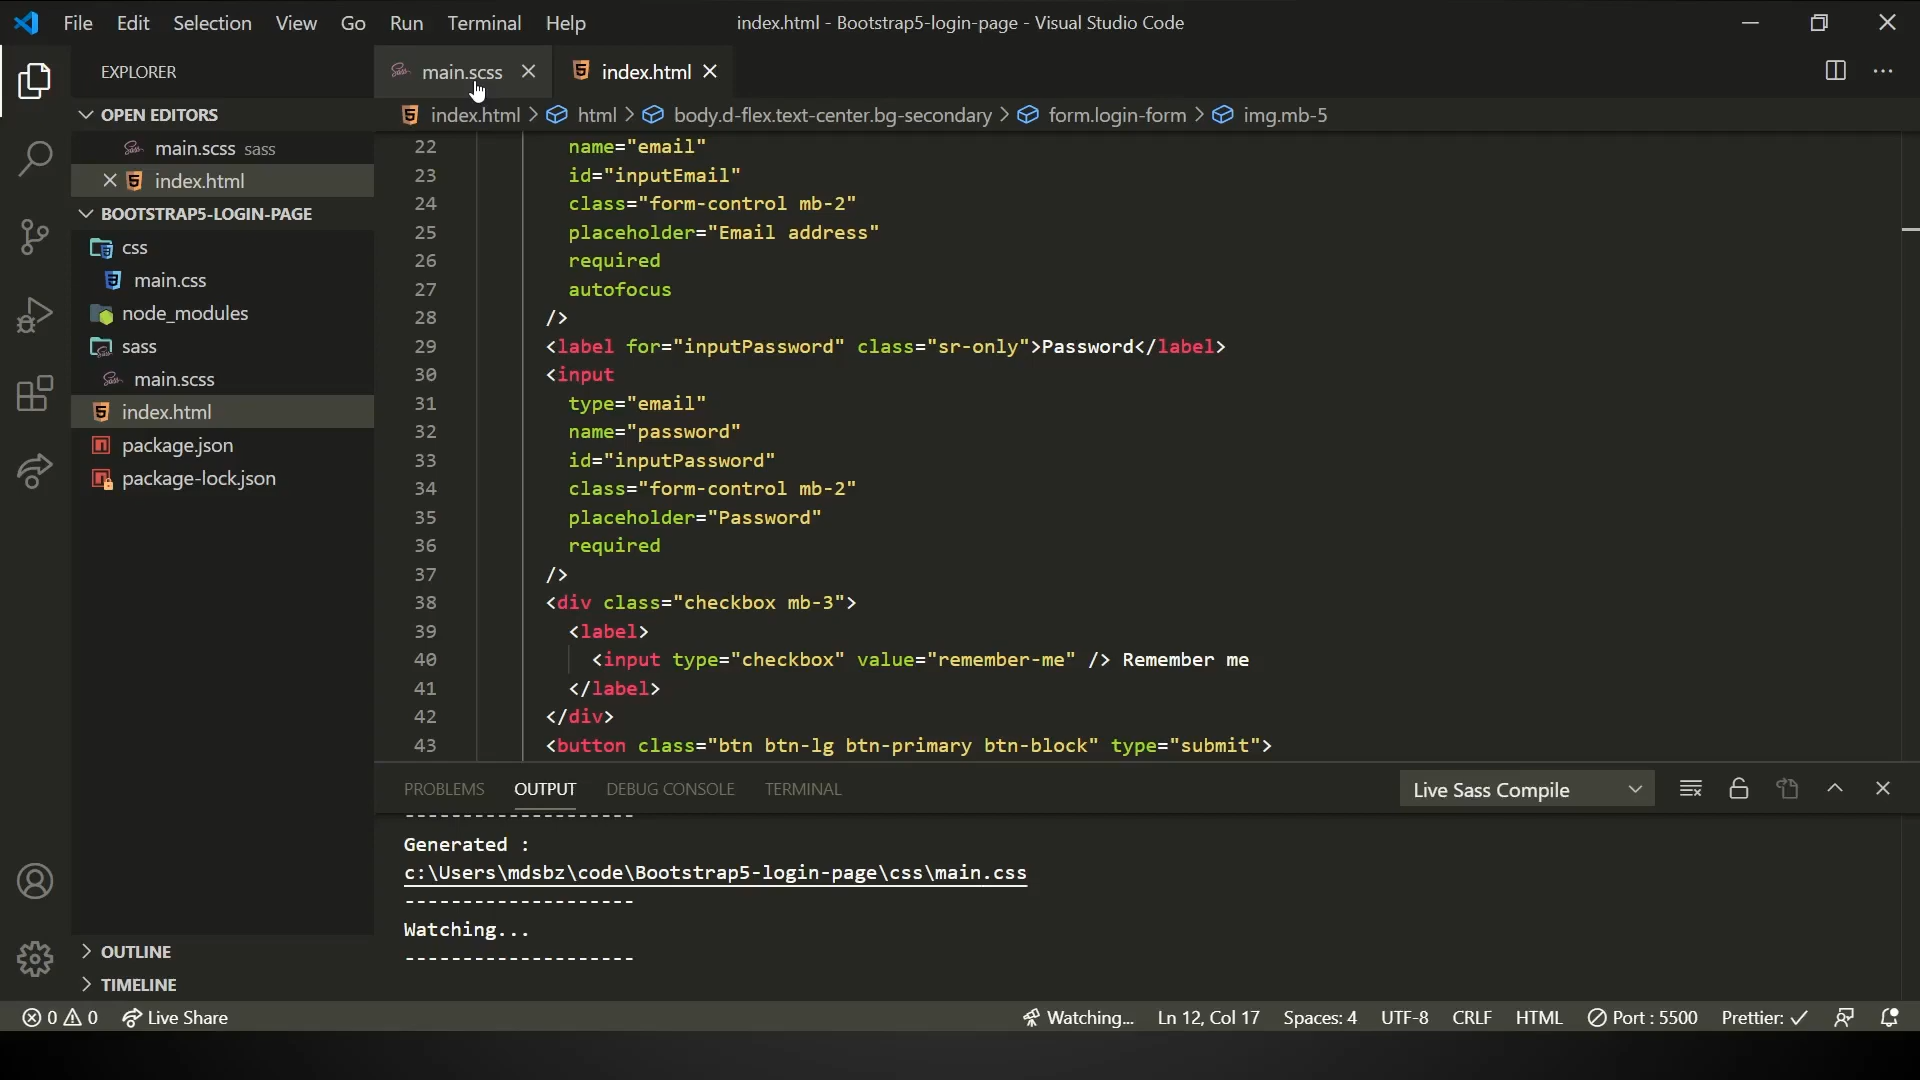 File Edit Selection View Go Run Terminal Help index.html - Bootstrap5-login-page - Visual Studio Code
EXPLORER
main.scss
index.html
OPEN EDITORS
main.scss sass
index.html
BOOTSTRAP5-LOGIN-PAGE
css
main.css
node_modules
sass
main.scss
index.html
package.json
package-lock.json
OUTLINE
TIMELINE
index.html > html > body.d-flex.text-center.bg-secondary > form.login-form > img.mb-5
22 name="email"
23 id="inputEmail"
24 class="form-control mb-2"
25 placeholder="Email address"
26 required
27 autofocus
28 />
29 <label for="inputPassword" class="sr-only">Password</label>
30 <input
31 type="email"
32 name="password"
33 id="inputPassword"
34 class="form-control mb-2"
35 placeholder="Password"
36 required
37 />
38 <div class="checkbox mb-3">
39 <label>
40 <input type="checkbox" value="remember-me" /> Remember me
41 </label>
42 </div>
43 <button class="btn btn-lg btn-primary btn-block" type="submit">
PROBLEMS OUTPUT DEBUG CONSOLE TERMINAL Live Sass Compile
--------------------
Generated :
c:\Users\mdsbz\code\Bootstrap5-login-page\css\main.css
--------------------
Watching...
--------------------
0 0 Live Share Watching... Ln 12, Col 17 Spaces: 4 UTF-8 CRLF HTML Port : 5500 Prettier: ✓